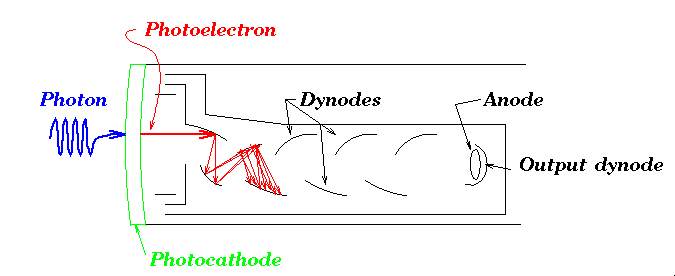 Photoelectron
Photon
Dynodes
Anode
Output dynode
Photocathode